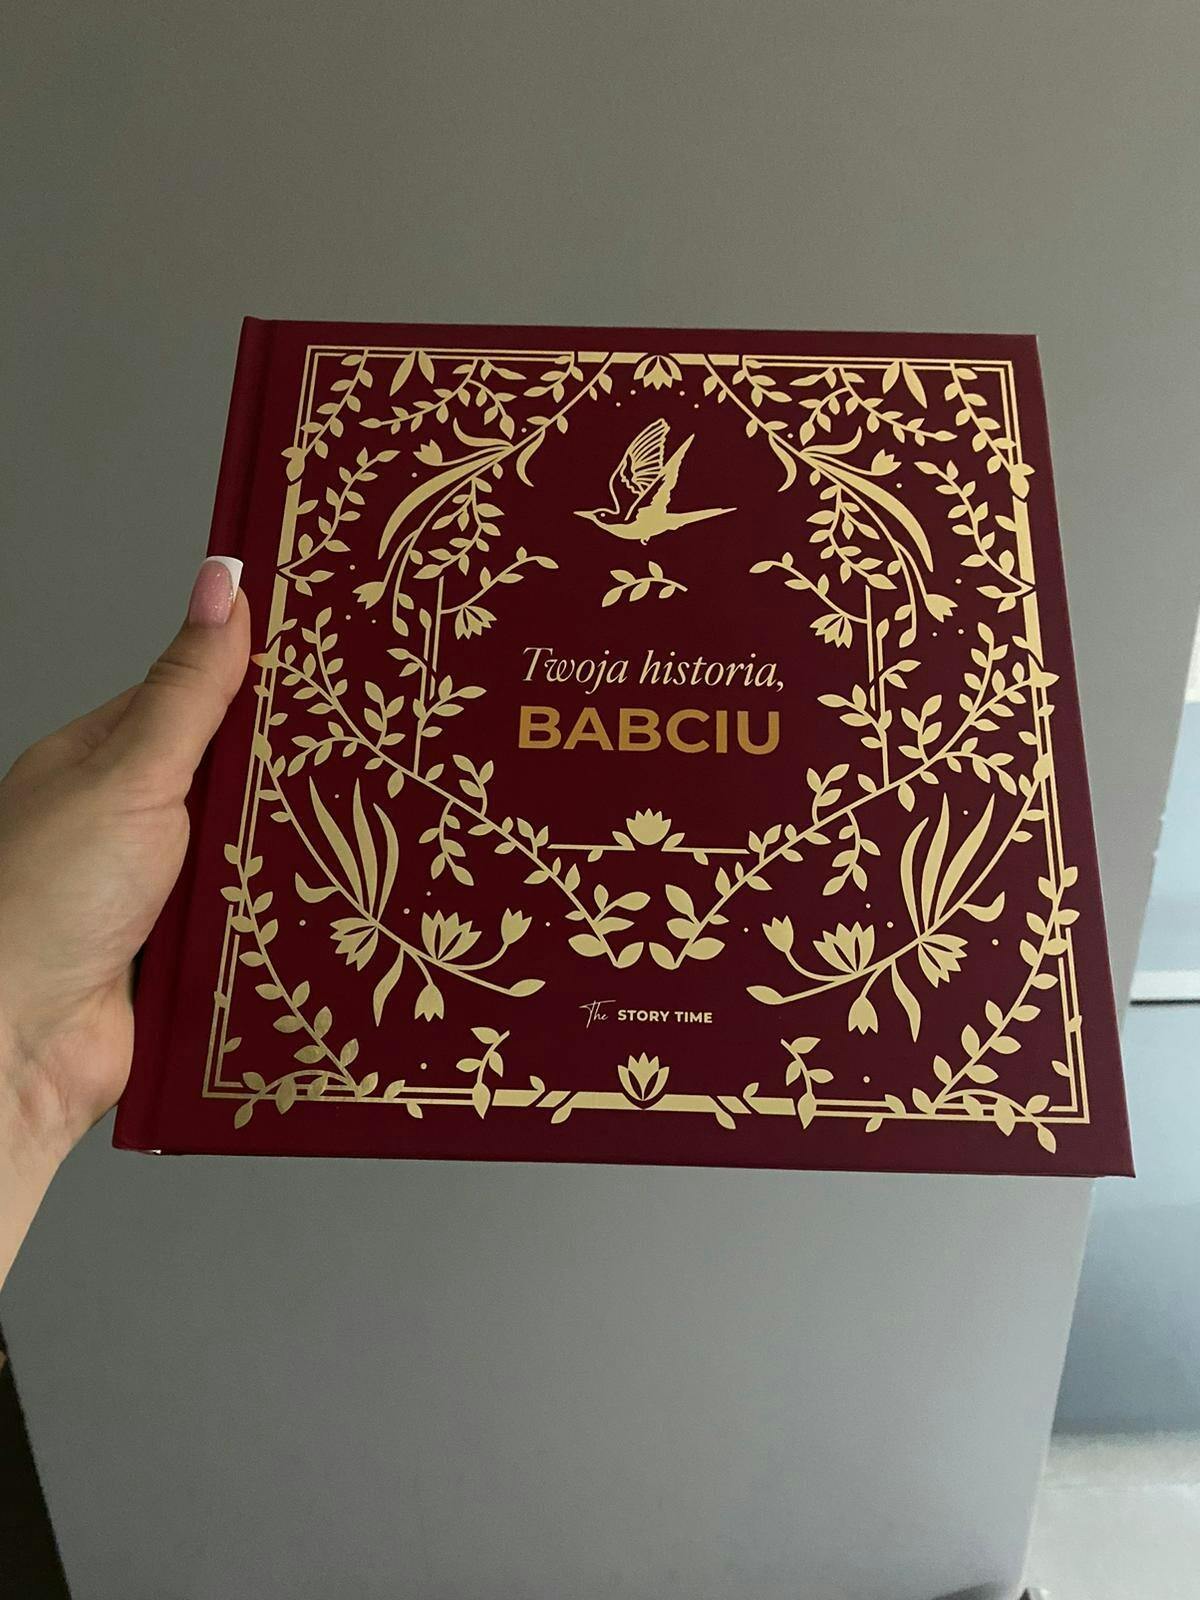 Twoja historia,
BABCIU
The STORY TIME